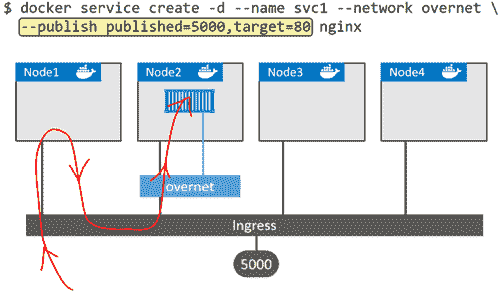 $ docker service create -d --name svc1 --network overnet \
--publish published=5000,target=80 nginx
Node1
Node2
Node3
Node4
overnet
Ingress
5000